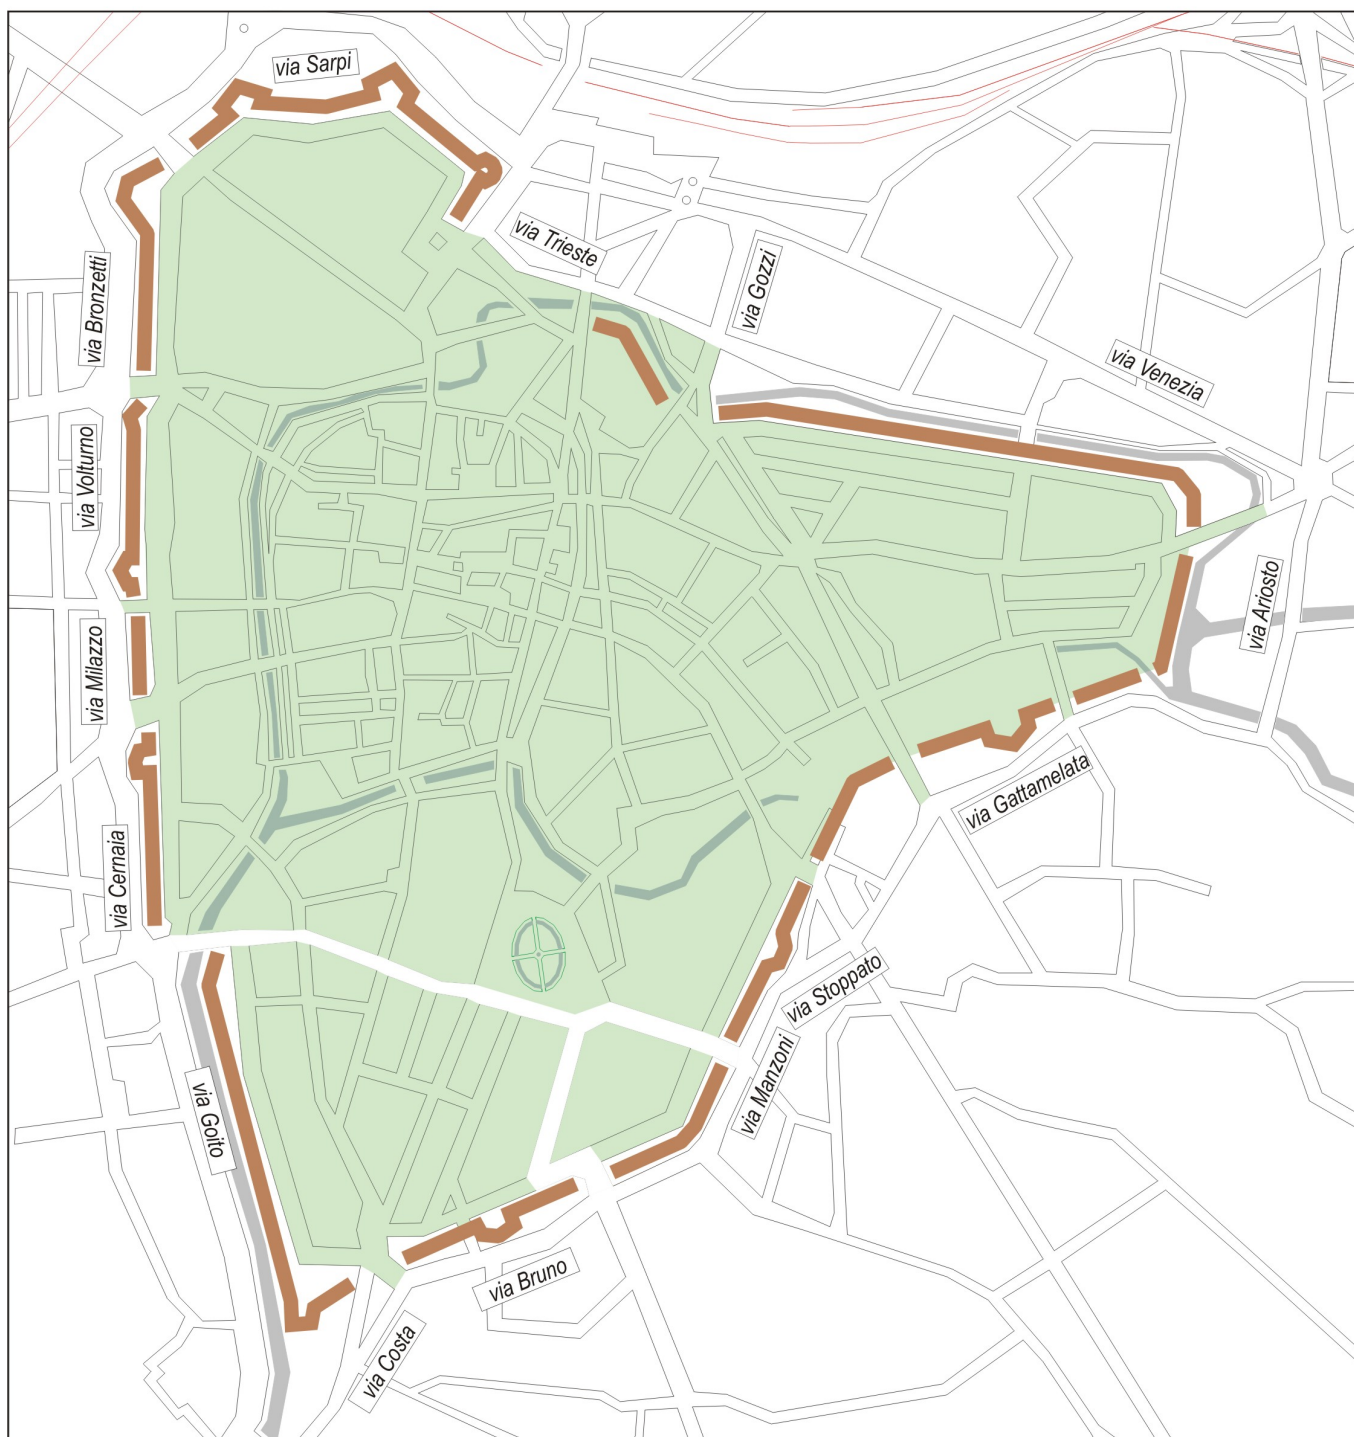 via Sarpi
via Trieste
via Gozzi
via Bronzetti
via Venezia
via Volturno
via Ariosto
via Milazzo
via Gattamelata
via Cernaia
via Stoppato
via Manzoni
via Goito
via Bruno
via Costa